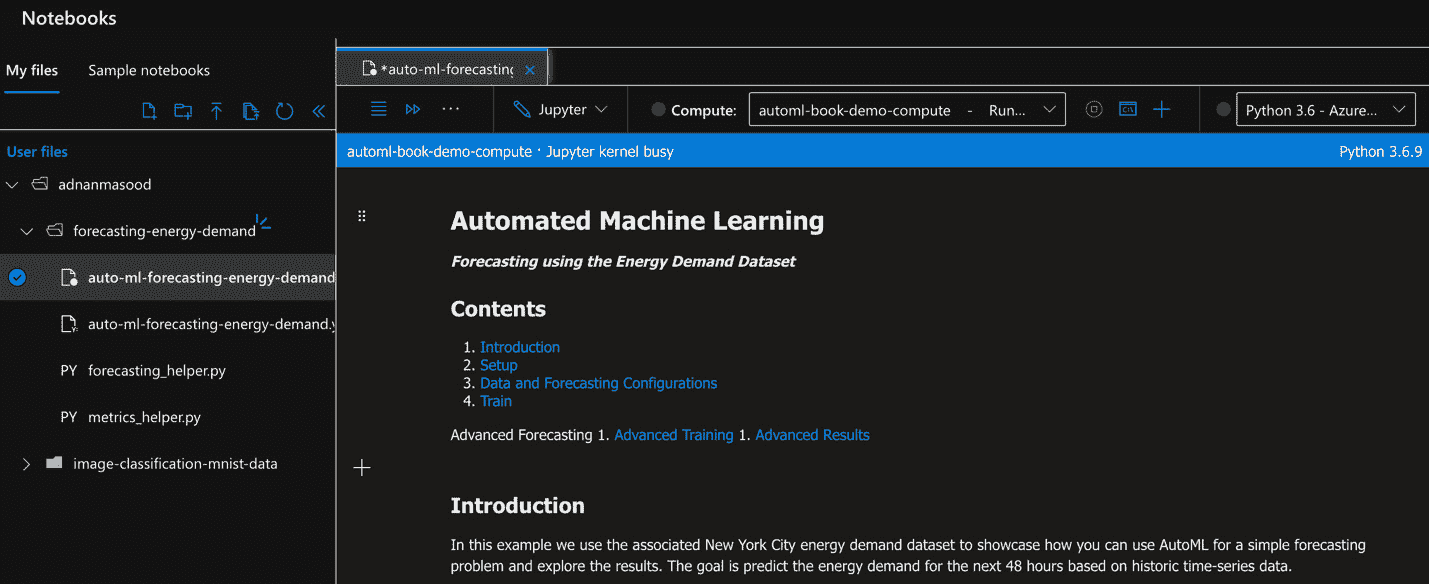 Notebooks
My files Sample notebooks
User files
adnanmasood
forecasting-energy-demand
auto-ml-forecasting-energy-demand
auto-ml-forecasting-energy-demand.y
PY forecasting_helper.py
PY metrics_helper.py
image-classification-mnist-data
*auto-ml-forecasting
Jupyter Compute: automl-book-demo-compute - Run... Python 3.6 - Azure...
automl-book-demo-compute · Jupyter kernel busy Python 3.6.9
Automated Machine Learning
Forecasting using the Energy Demand Dataset
Contents
1. Introduction
2. Setup
3. Data and Forecasting Configurations
4. Train
Advanced Forecasting 1. Advanced Training 1. Advanced Results
Introduction
In this example we use the associated New York City energy demand dataset to showcase how you can use AutoML for a simple forecasting
problem and explore the results. The goal is predict the energy demand for the next 48 hours based on historic time-series data.